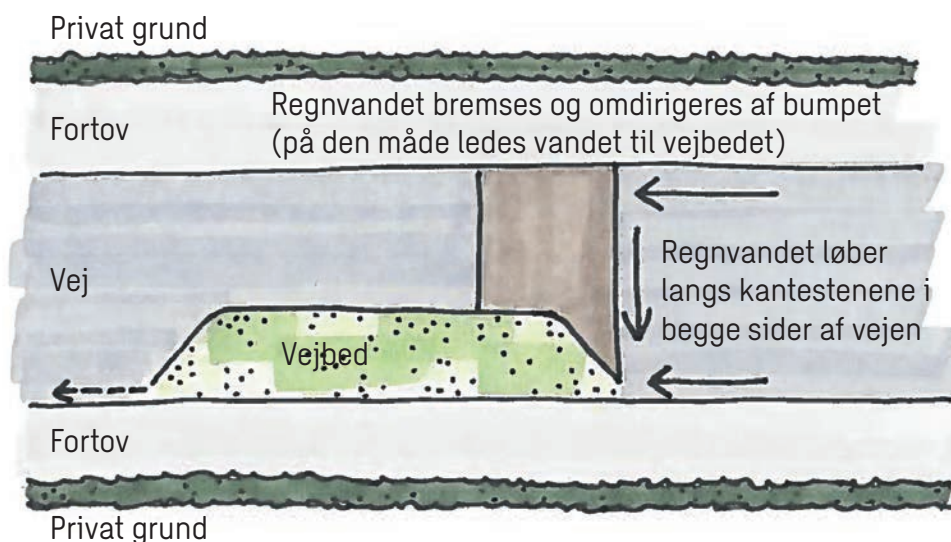 Privat grund
Fortov
Regnvandet bremses og omdirigeres af bumpet
(på den måde ledes vandet til vejbedet)
Vej
Regnvandet løber
langs kantestenene i
begge sider af vejen
Vejbed
Fortov
Privat grund